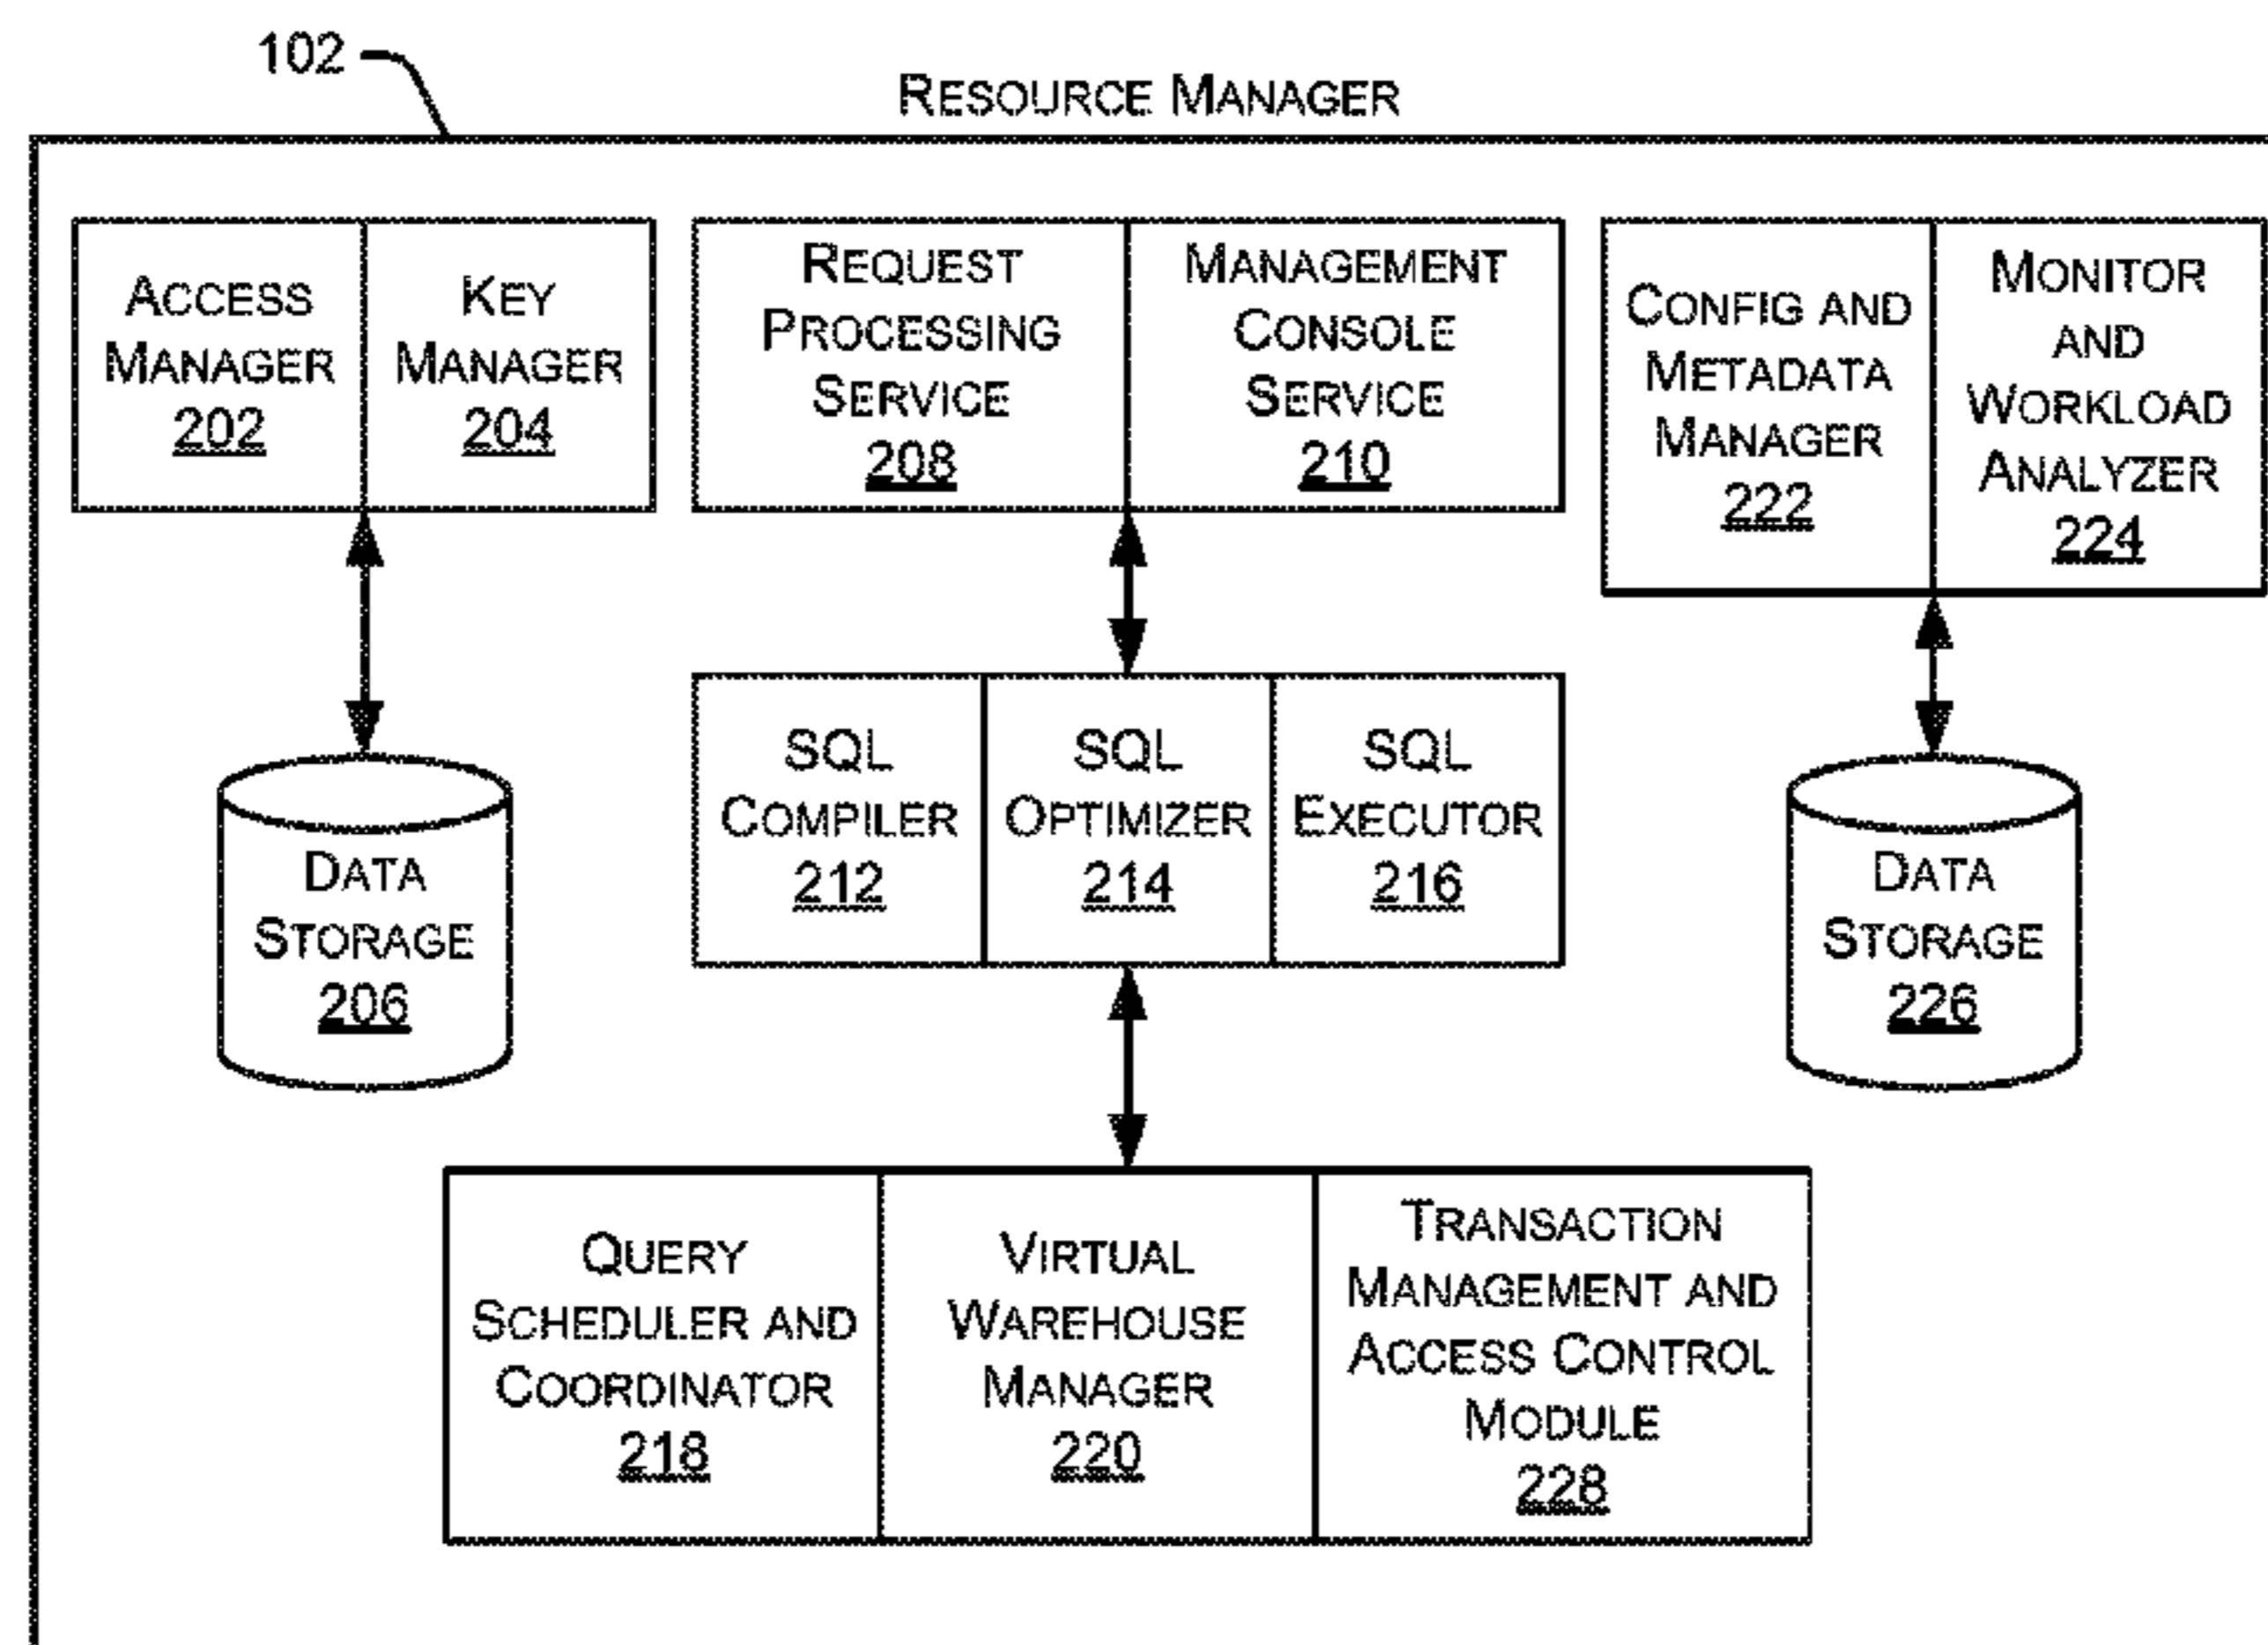 102
RESOURCE MANAGER
ACCESS
MANAGER
202
KEY
MANAGER
204
REQUEST
PROCESSING
SERVICE
208
MANAGEMENT
CONSOLE
SERVICE
210
CONFIG AND
METADATA
MANAGER
222
MONITOR
AND
WORKLOAD
ANALYZER
224
SQL
COMPILER
212
SQL
OPTIMIZER
214
SQL
EXECUTOR
216
DATA
STORAGE
206
DATA
STORAGE
226
QUERY
SCHEDULER AND
COORDINATOR
218
VIRTUAL
WAREHOUSE
MANAGER
220
TRANSACTION
MANAGEMENT AND
ACCESS CONTROL
MODULE
228